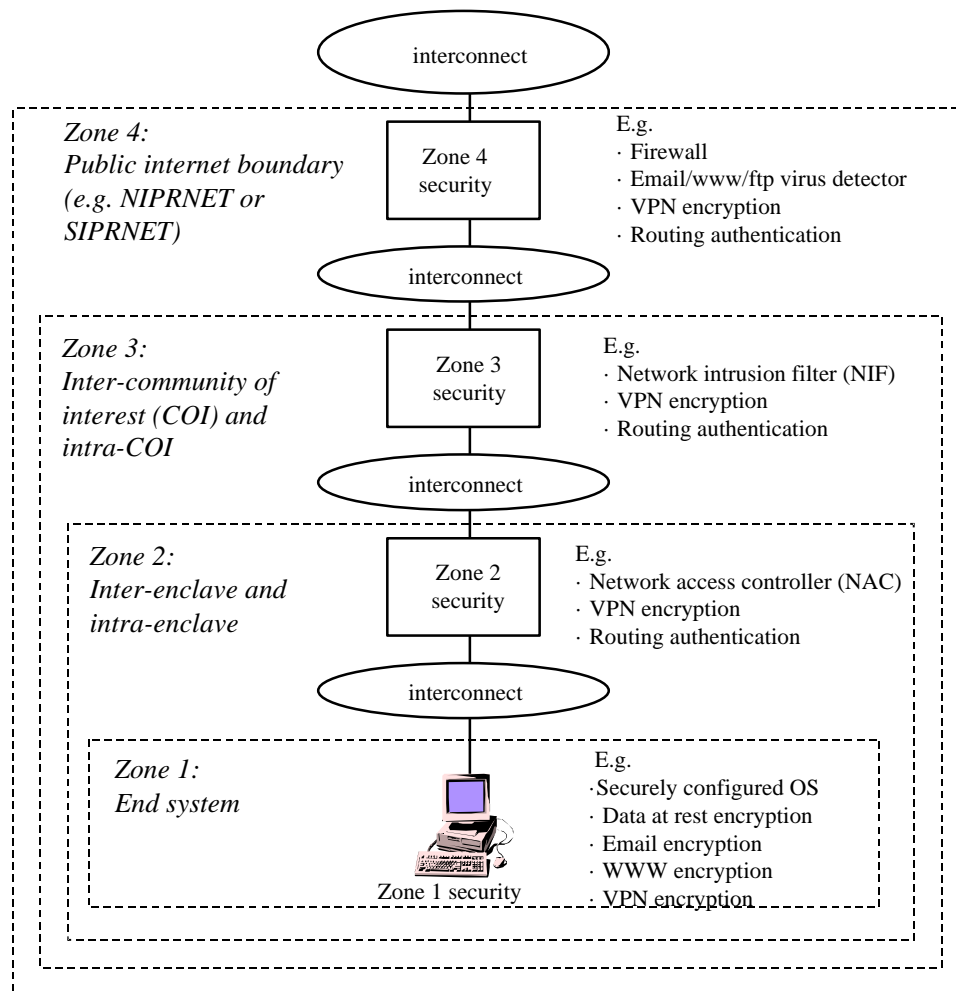 interconnect
Zone 4:
Public internet boundary
(e.g. NIPRNET or
SIPRNET)
Zone 4
security
E.g.
· Firewall
· Email/www/ftp virus detector
· VPN encryption
· Routing authentication
interconnect
Zone 3:
Inter-community of
interest (COI) and
intra-COI
Zone 3
security
E.g.
· Network intrusion filter (NIF)
· VPN encryption
· Routing authentication
interconnect
Zone 2:
Inter-enclave and
intra-enclave
Zone 2
security
E.g.
· Network access controller (NAC)
· VPN encryption
· Routing authentication
interconnect
Zone 1:
End system
Zone 1 security
E.g.
·Securely configured OS
· Data at rest encryption
· Email encryption
· WWW encryption
· VPN encryption